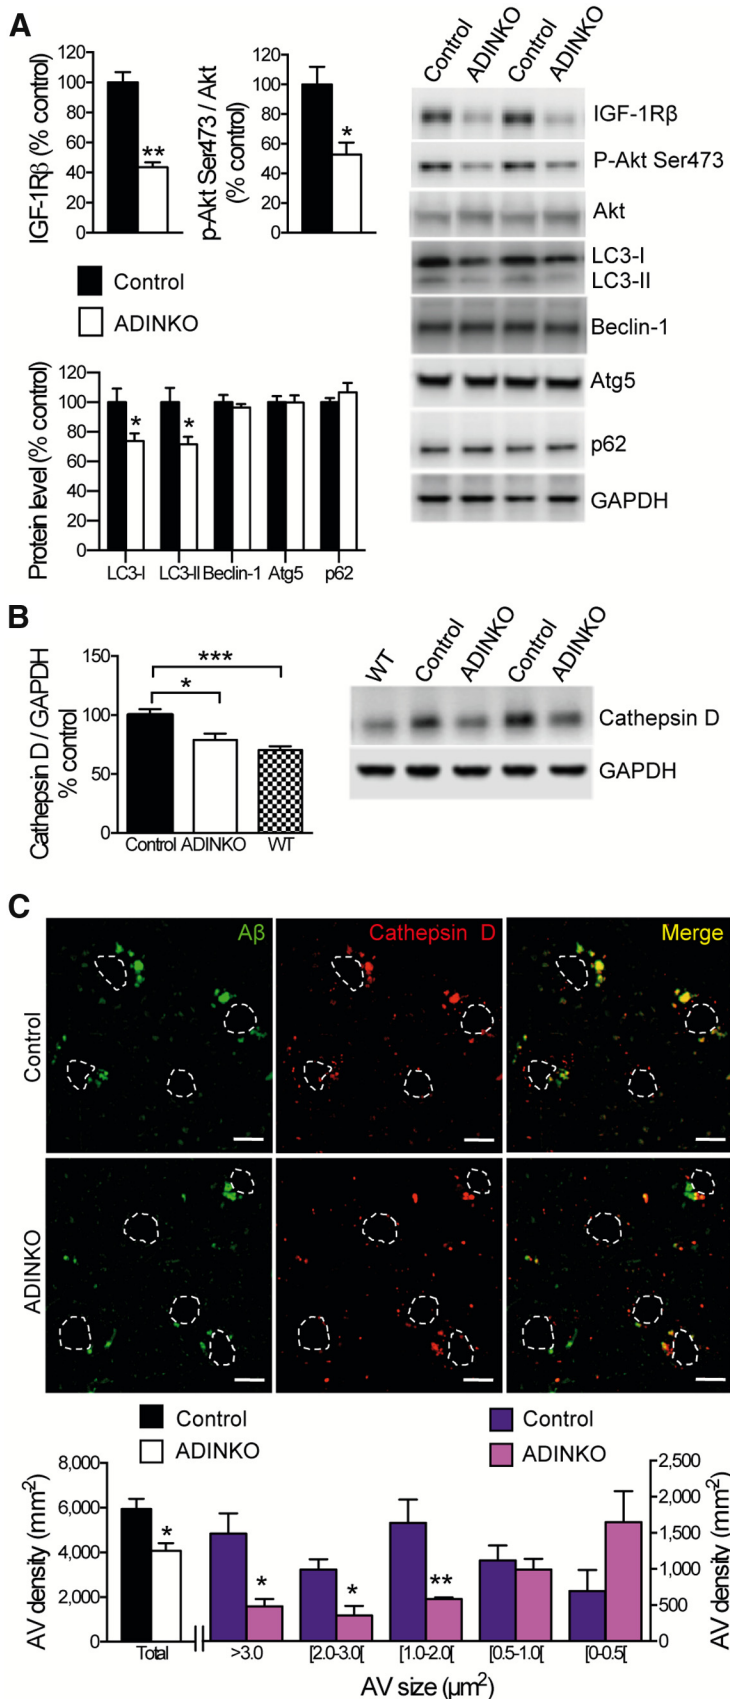 A
IGF-1Rβ (% control)
120
100
80
60
40
20
0
**
p-Akt Ser473 / Akt
(% control)
120
100
80
60
40
20
0
*
Control
ADINKO
Control
ADINKO
Control
ADINKO
IGF-1Rβ
P-Akt Ser473
Akt
LC3-I
LC3-II
Beclin-1
Atg5
p62
GAPDH
Protein level (% control)
120
100
80
60
40
20
0
* *
LC3-I LC3-II Beclin-1 Atg5 p62
B
Cathepsin D / GAPDH
% control
150
100
50
0
***
*
Control ADINKO WT
WT
Control
ADINKO
Control
ADINKO
Cathepsin D
GAPDH
C
Aβ Cathepsin D Merge
Control
ADINKO
Control
ADINKO
Control
ADINKO
AV density (mm²)
8,000
6,000
4,000
2,000
0
* * * **
2,500
2,000
1,500
1,000
500
0
AV density (mm²)
Total >3.0 [2.0-3.0[ [1.0-2.0[ [0.5-1.0[ [0-0.5[
AV size (µm²)